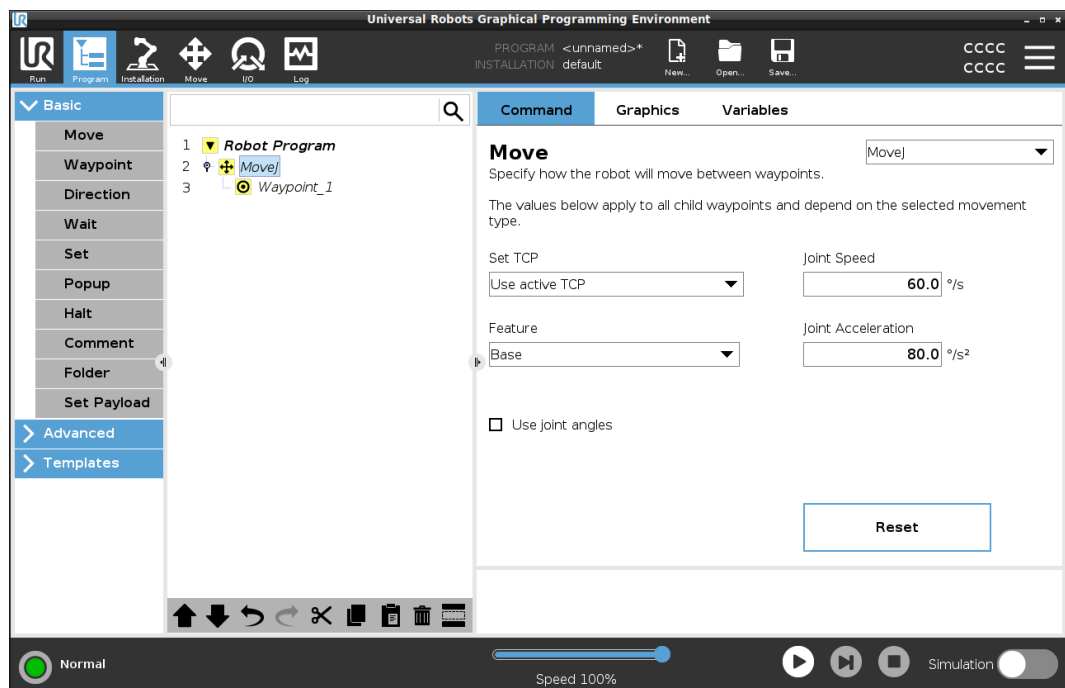 Universal Robots Graphical Programming Environment
UR
Run
Program
Installation
Move
I/O
Log
PROGRAM <unnamed>*
INSTALLATION default
New...
Open...
Save...
CCCC
CCCC
Basic
Move
Waypoint
Direction
Wait
Set
Popup
Halt
Comment
Folder
Set Payload
Advanced
Templates
1 Robot Program
2 MoveJ
3 Waypoint_1
Command Graphics Variables
Move
MoveJ
Specify how the robot will move between waypoints.
The values below apply to all child waypoints and depend on the selected movement
type.
Set TCP
Use active TCP
Joint Speed
60.0 °/s
Feature
Base
Joint Acceleration
80.0 °/s²
Use joint angles
Reset
Normal
Speed 100%
Simulation